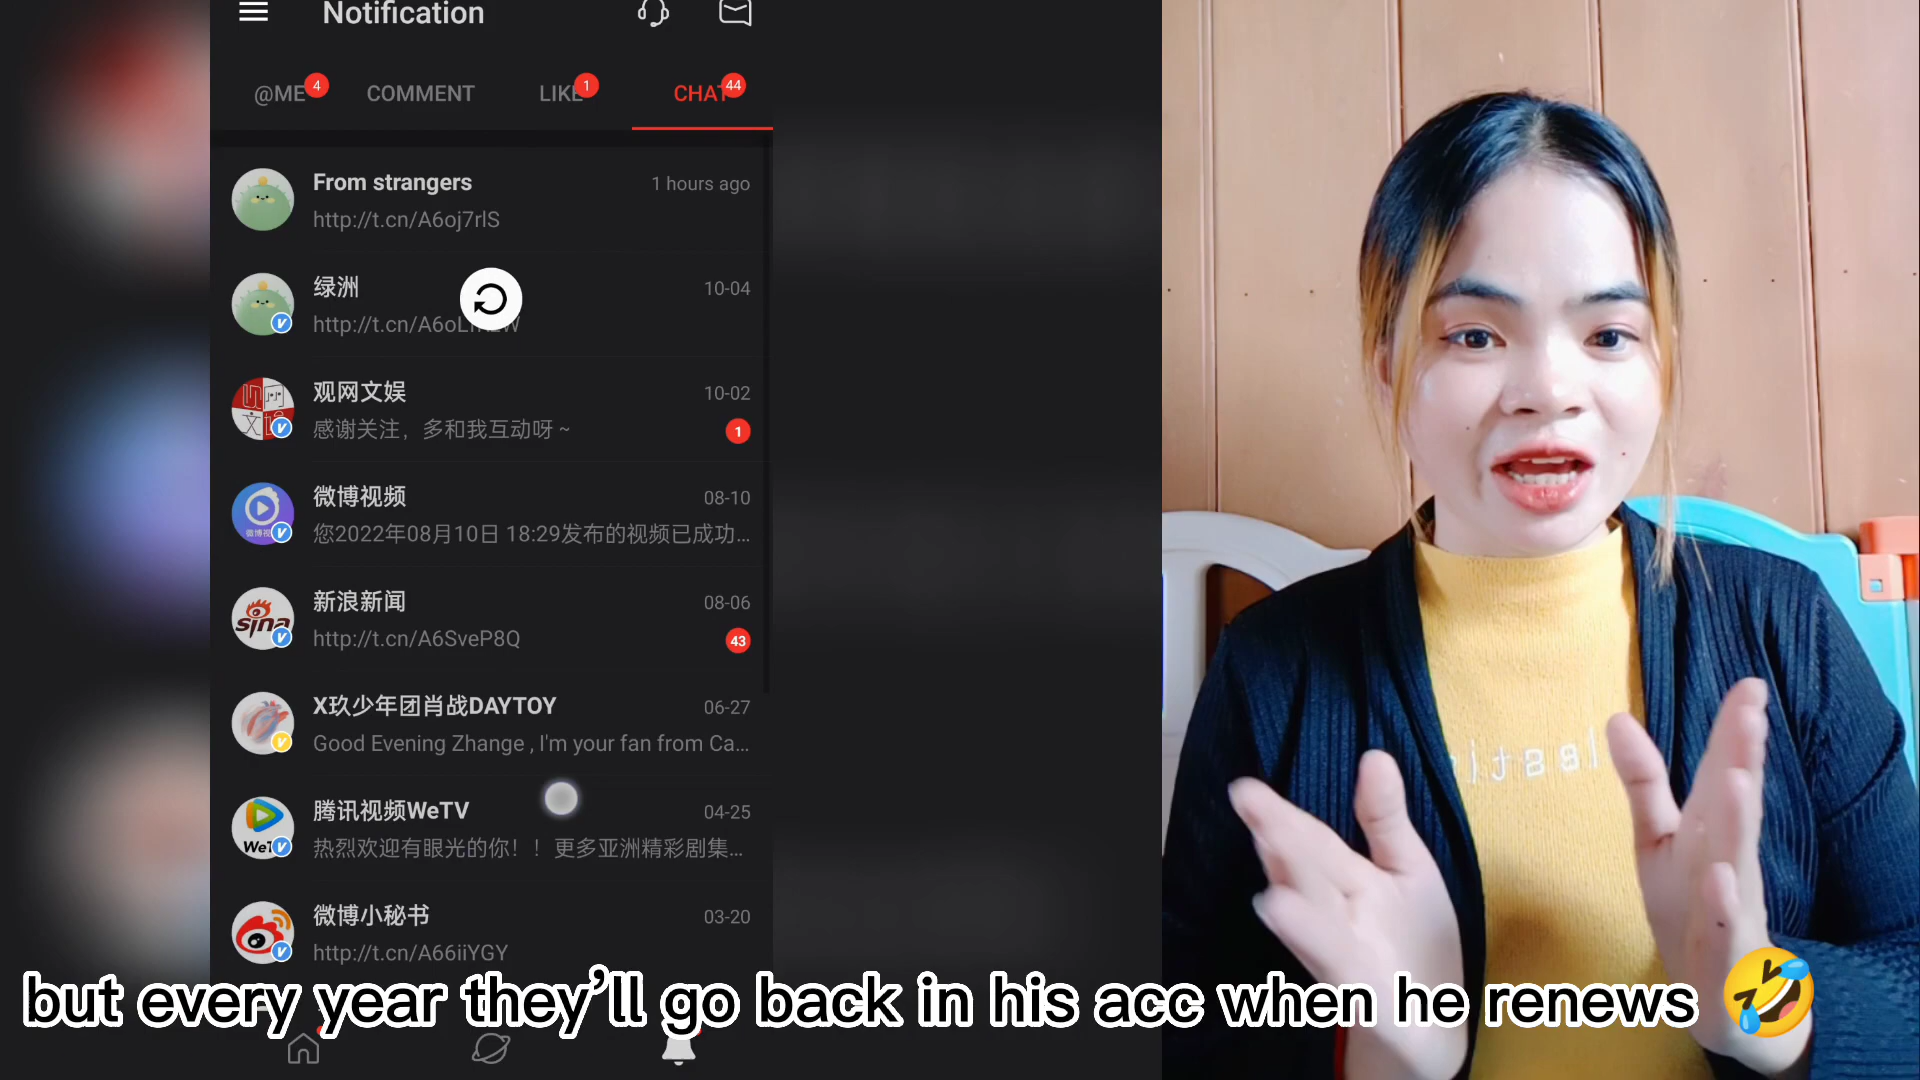 Notification
@ME 4
COMMENT
LIKE 1
CHAT 44
From strangers
1 hours ago
http://t.cn/A6oj7rlS
绿洲
10-04
观网文娱
10-02
感谢关注，多和我互动呀 ~
1
微博视频
08-10
您2022年08月10日 18:29发布的视频已成功...
新浪新闻
08-06
http://t.cn/A6SveP8Q
43
sina
X玖少年团肖战DAYTOY
06-27
Good Evening Zhange , I'm your fan from Ca...
腾讯视频WeTV
04-25
热烈欢迎有眼光的你！！更多亚洲精彩剧集...
微博小秘书
03-20
http://t.cn/A66iiYGY
but every year they'll go back in his acc when he renews 🤣